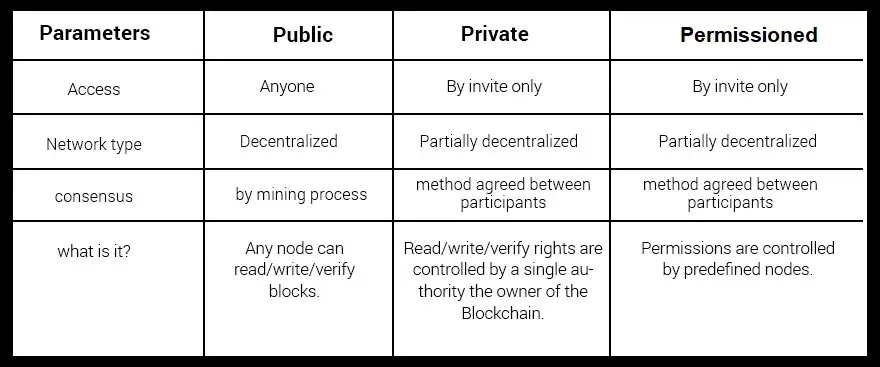 Parameters Public Private Permissioned
Access Anyone By invite only By invite only
Network type Decentralized Partially decentralized Partially decentralized
consensus by mining process method agreed between participants method agreed between participants
what is it? Any node can read/write/verify blocks. Read/write/verify rights are controlled by a single au- thority the owner of the Blockchain. Permissions are controlled by predefined nodes.